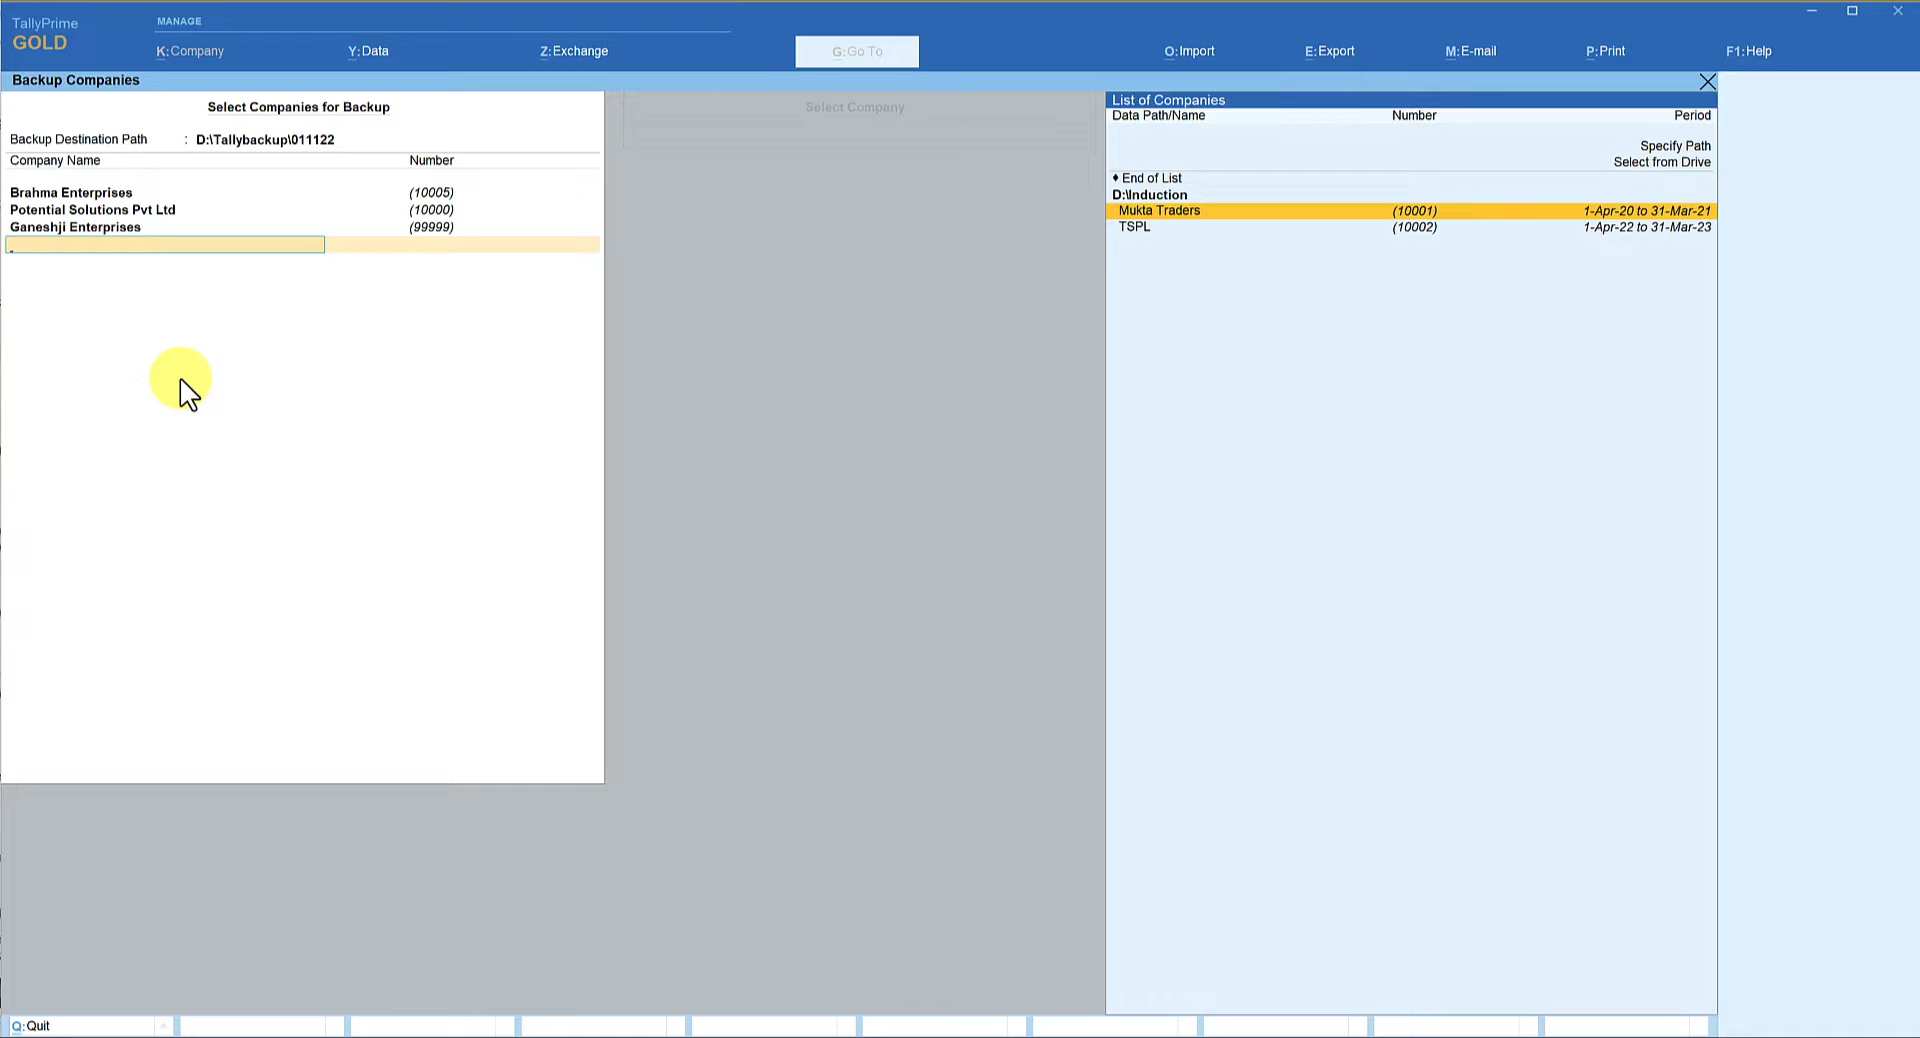 TallyPrime
GOLD
MANAGE
K:Company Y:Data Z:Exchange G:Go To O:Import E:Export M:E-mail P:Print F1:Help
Backup Companies
Select Companies for Backup
Backup Destination Path : D:\Tallybackup\011122
Company Name Number
Brahma Enterprises (10005)
Potential Solutions Pvt Ltd (10000)
Ganeshji Enterprises (99999)
Select Company
List of Companies
Data Path/Name Number Period
Specify Path
Select from Drive
♦ End of List
D:\Induction
Mukta Traders (10001) 1-Apr-20 to 31-Mar-21
TSPL (10002) 1-Apr-22 to 31-Mar-23
Q:Quit